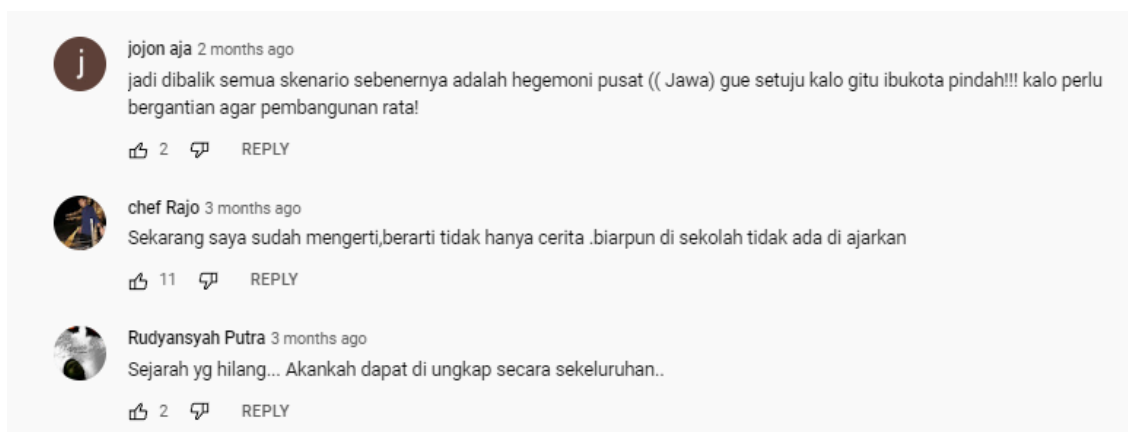 j
jojon aja 2 months ago
jadi dibalik semua skenario sebenernya adalah hegemoni pusat (( Jawa) gue setuju kalo gitu ibukota pindah!!! kalo perlu
bergantian agar pembangunan rata!
2 REPLY
chef Rajo 3 months ago
Sekarang saya sudah mengerti,berarti tidak hanya cerita .biarpun di sekolah tidak ada di ajarkan
11 REPLY
Rudyansyah Putra 3 months ago
Sejarah yg hilang... Akankah dapat di ungkap secara sekeluruhan..
2 REPLY